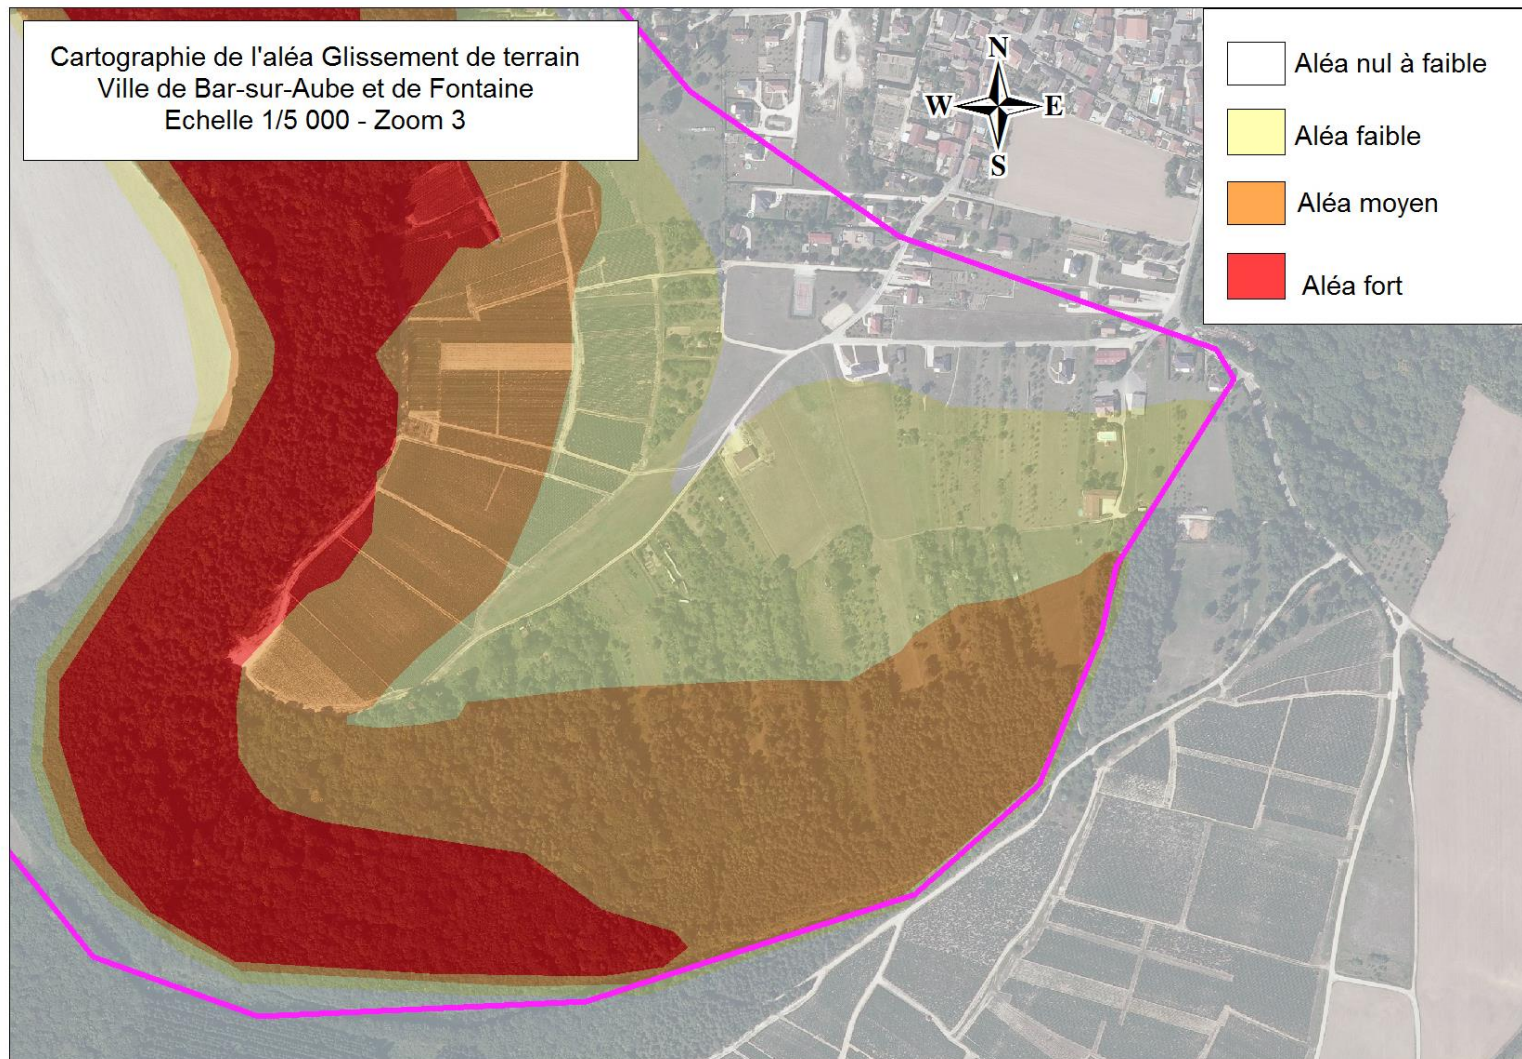 Cartographie de l'aléa Glissement de terrain
Ville de Bar-sur-Aube et de Fontaine
Echelle 1/5 000 - Zoom 3
N
W E
S
Aléa nul à faible
Aléa faible
Aléa moyen
Aléa fort